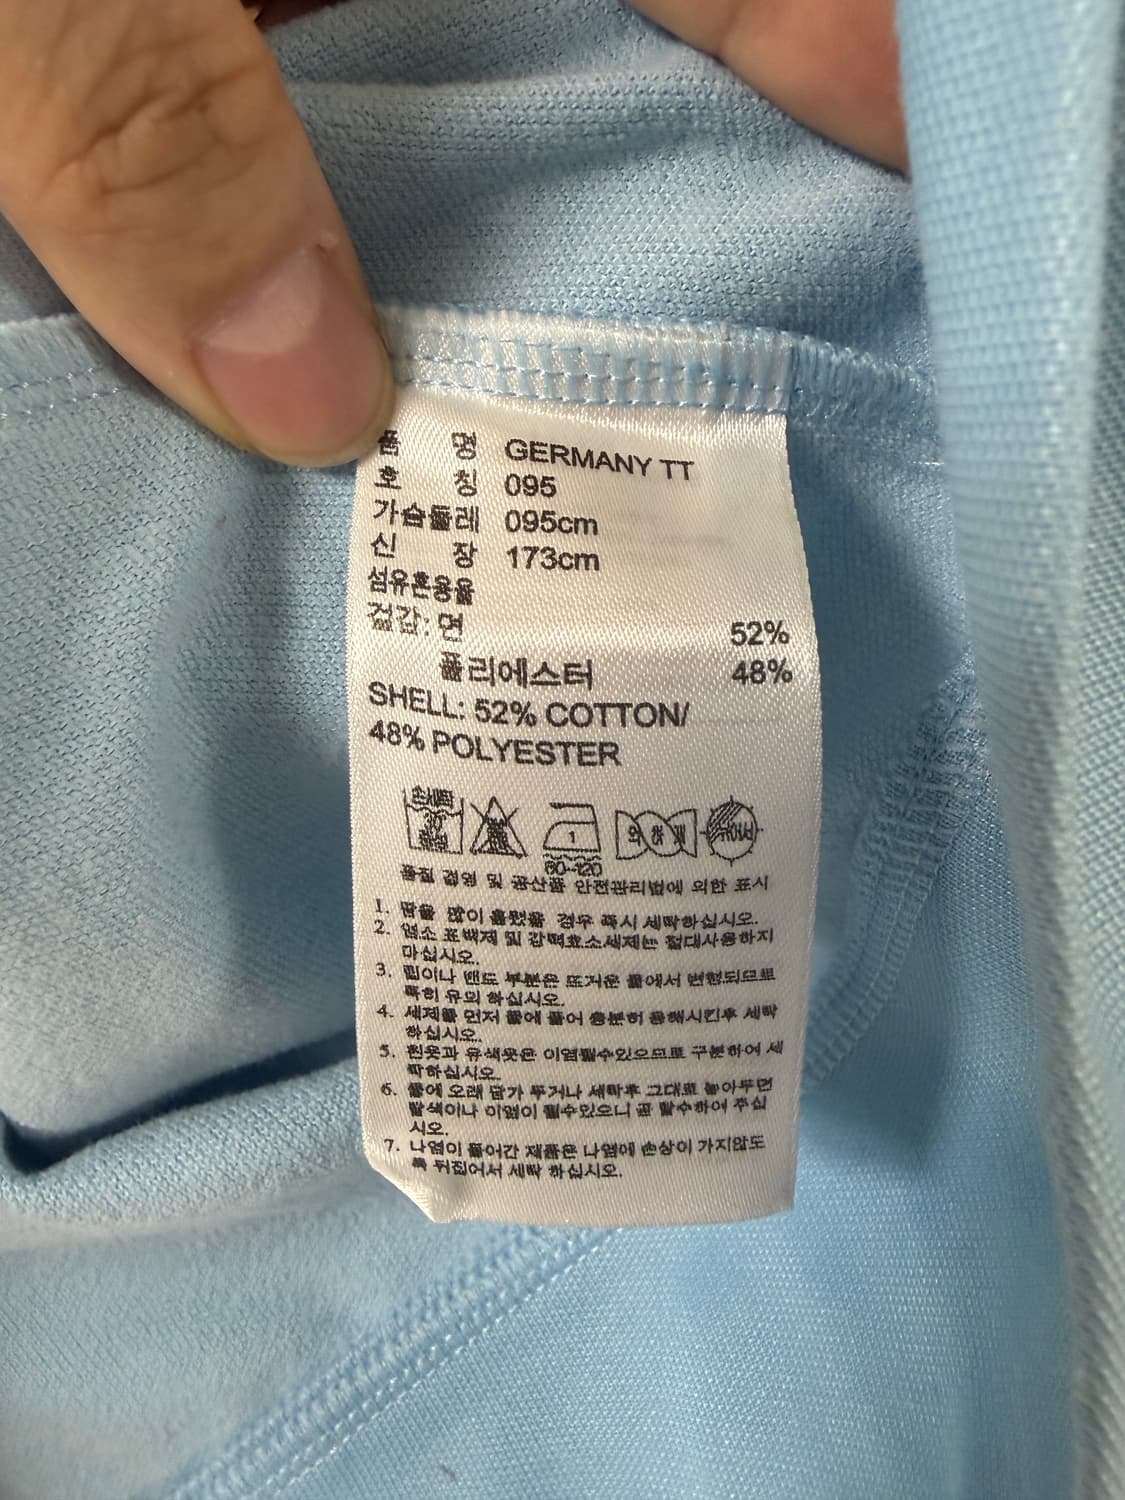 품 명 GERMANY TT
호 칭 095
가슴둘레 095cm
신 장 173cm
섬유혼용율
겉감: 면 52%
폴리에스터 48%
SHELL: 52% COTTON/
48% POLYESTER
30
중성
1
60-120
뉘어서
품질 경영 및 공산품 안전관리법에 의한 표시
1. 땀을 많이 흘렸을 경우 즉시 세탁하십시오.
2. 염소 표백제 및 강력효소세제는 절대사용하지
마십시오.
3. 립이나 밴드 부분은 뜨거운 물에서 변형되므로
특히 유의 하십시오.
4. 세제를 먼저 물에 풀어 충분히 용해시킨후 세탁
하십시오.
5. 흰옷과 유색옷은 이염될수있으므로 구분하여 세
탁하십시오.
6. 물에 오래 담가 두거나 세탁후 그대로 놓아두면
탈색이나 이염이 될수있으니 꼭 탈수하여 주십
시오.
7. 나염이 들어간 제품은 나염에 손상이 가지않도
록 뒤집어서 세탁 하십시오.